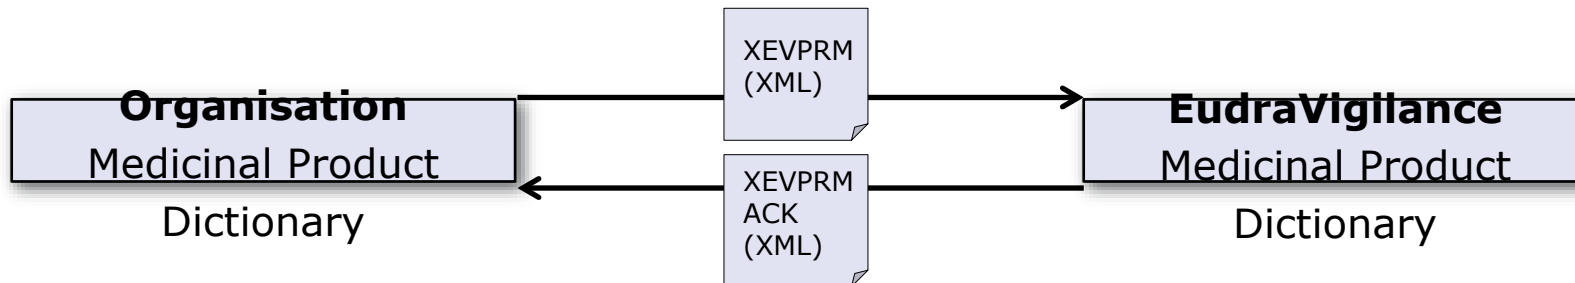 Organisation
Medicinal Product
Dictionary
XEVPRM
(XML)
XEVPRM
ACK
(XML)
EudraVigilance
Medicinal Product
Dictionary